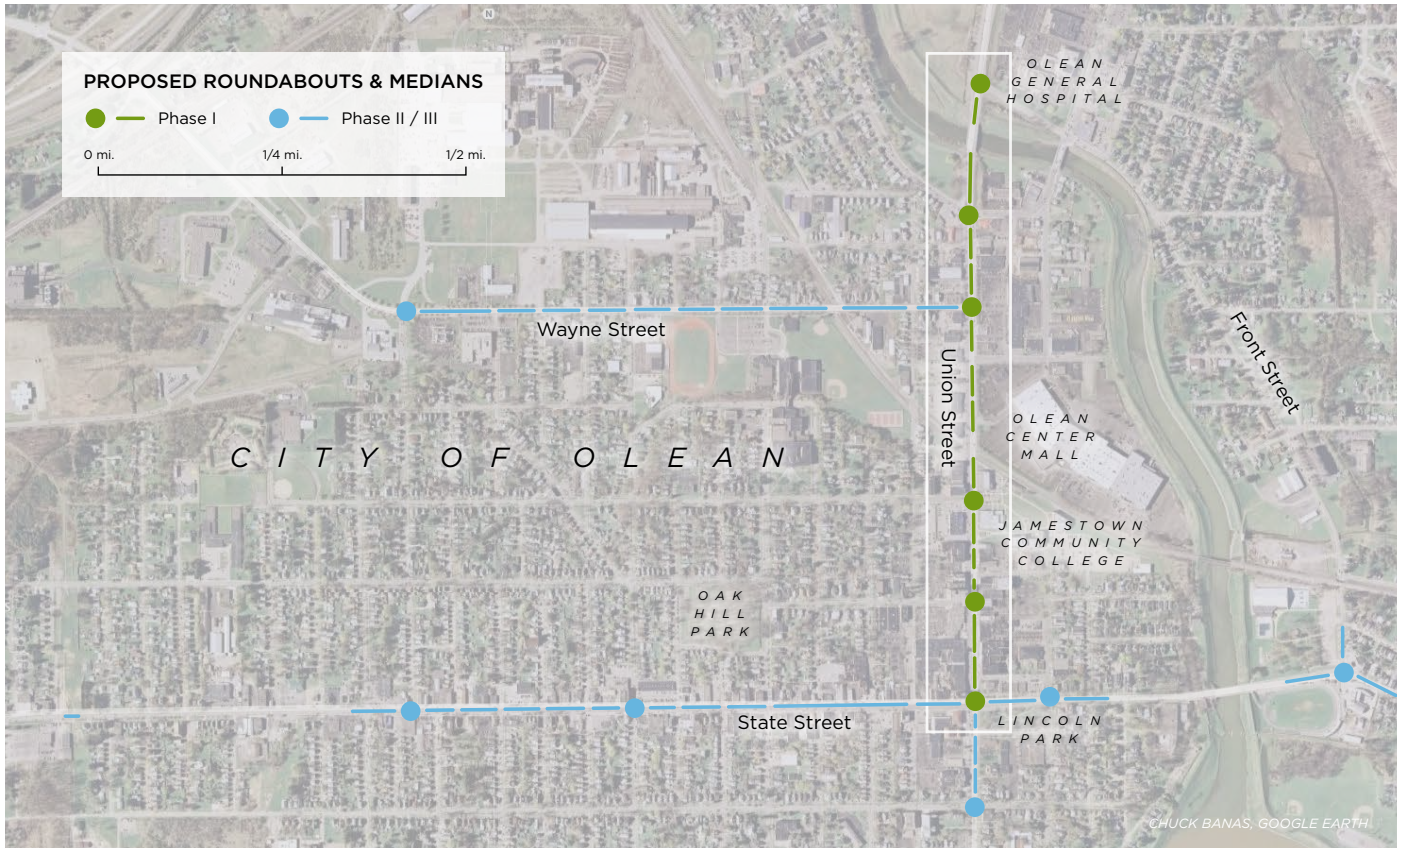 N
PROPOSED ROUNDABOUTS & MEDIANS
Phase I
Phase II / III
0 mi.
1/4 mi.
1/2 mi.
OLEAN
GENERAL
HOSPITAL
Wayne Street
Union Street
Front Street
OLEAN
CENTER
MALL
CITY OF OLEAN
JAMESTOWN
COMMUNITY
COLLEGE
OAK
HILL
PARK
State Street
LINCOLN
PARK
CHUCK BANAS, GOOGLE EARTH